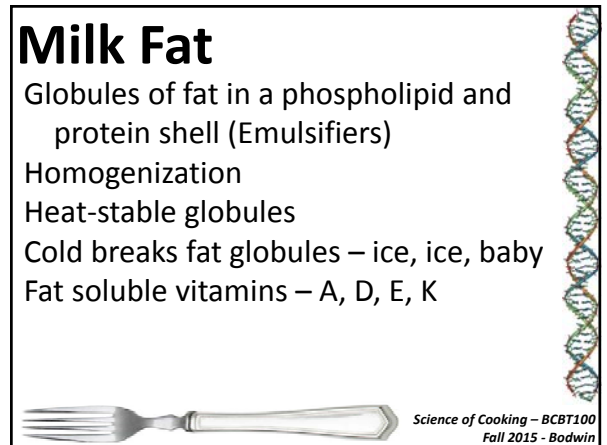 Milk Fat
Globules of fat in a phospholipid and
protein shell (Emulsifiers)
Homogenization
Heat-stable globules
Cold breaks fat globules – ice, ice, baby
Fat soluble vitamins – A, D, E, K
Science of Cooking – BCBT100
Fall 2015 - Bodwin